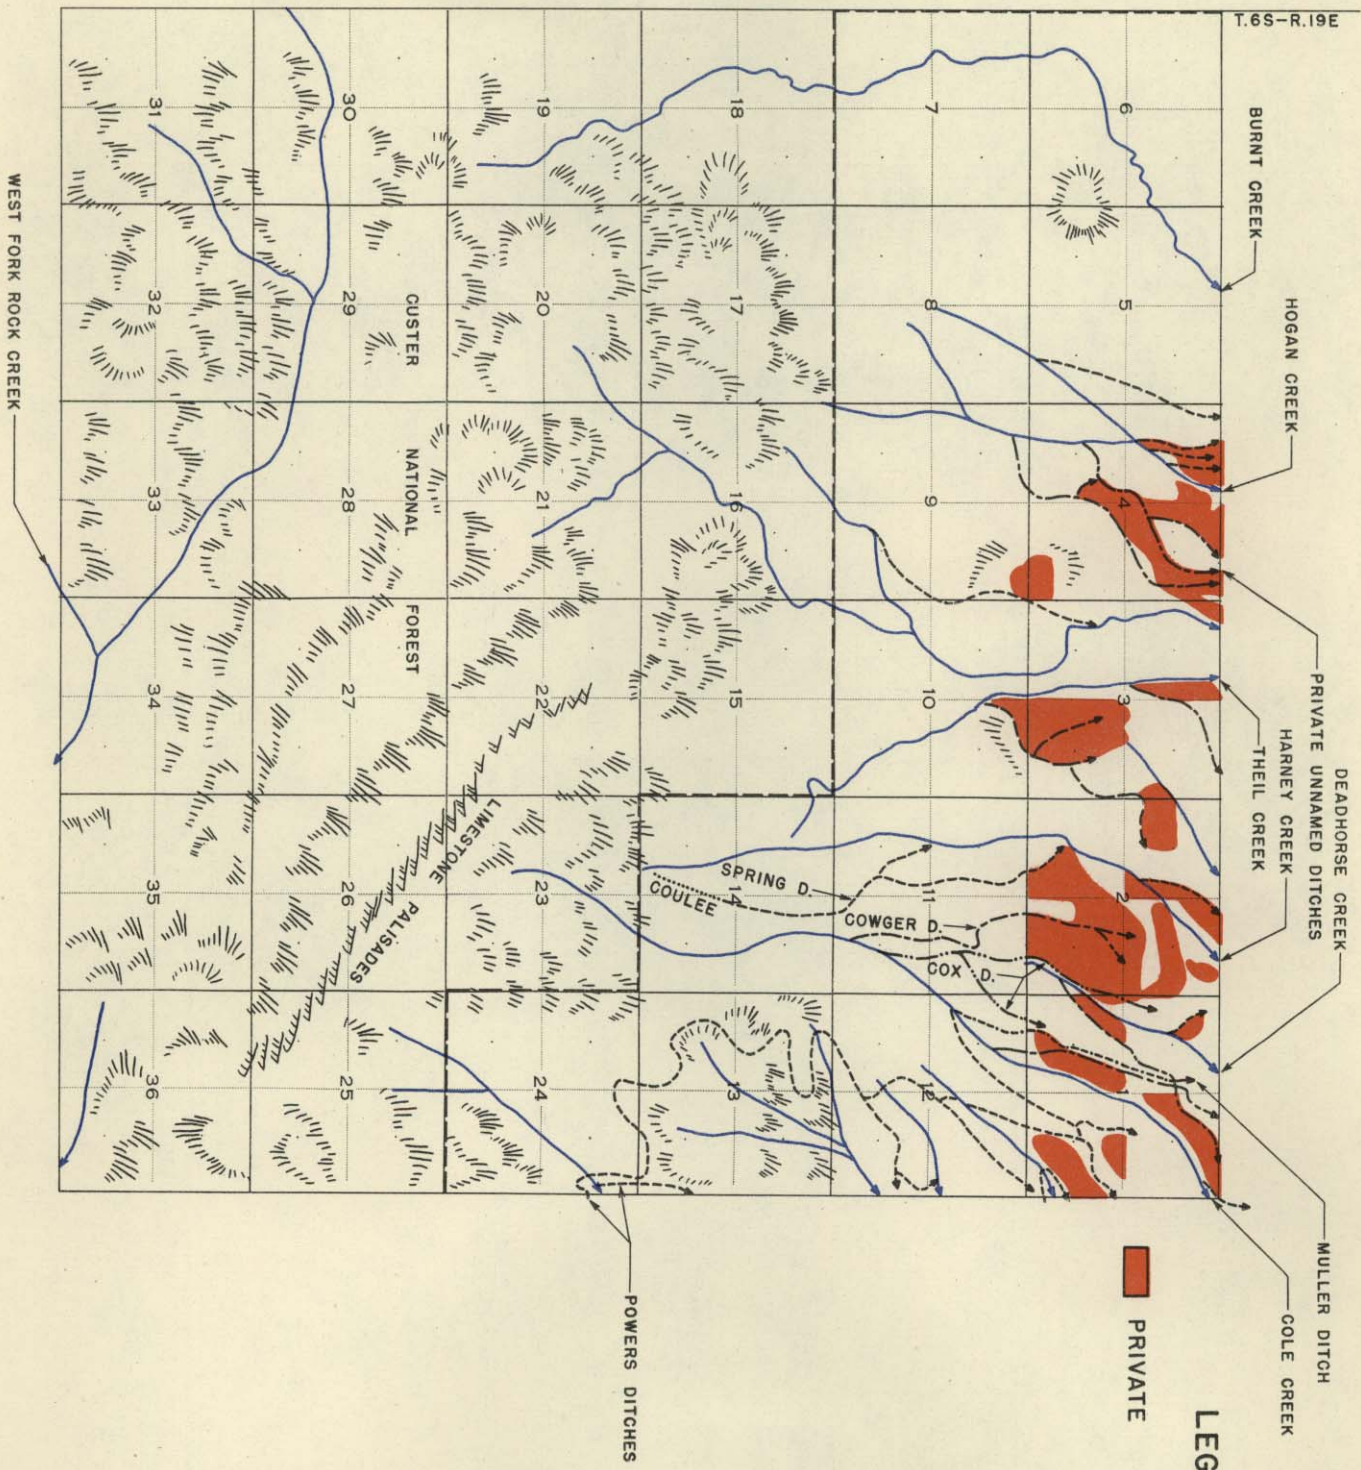 T.6S-R.19E
BURNT CREEK
HOGAN CREEK
DEADHORSE CREEK
PRIVATE UNNAMED DITCHES
HARNEY CREEK
THEIL CREEK
MULLER DITCH
COLE CREEK
6
5
4
3
2
7
8
9
10
11
12
18
17
16
15
14
13
19
20
21
22
23
24
30
29
28
27
26
25
31
32
33
34
35
36
SPRING D.
COULEE
COWGER D.
COX D.
CUSTER
NATIONAL
FOREST
LIMESTONE
PALISADES
WEST FORK ROCK CREEK
POWERS DITCHES
LEG
PRIVATE